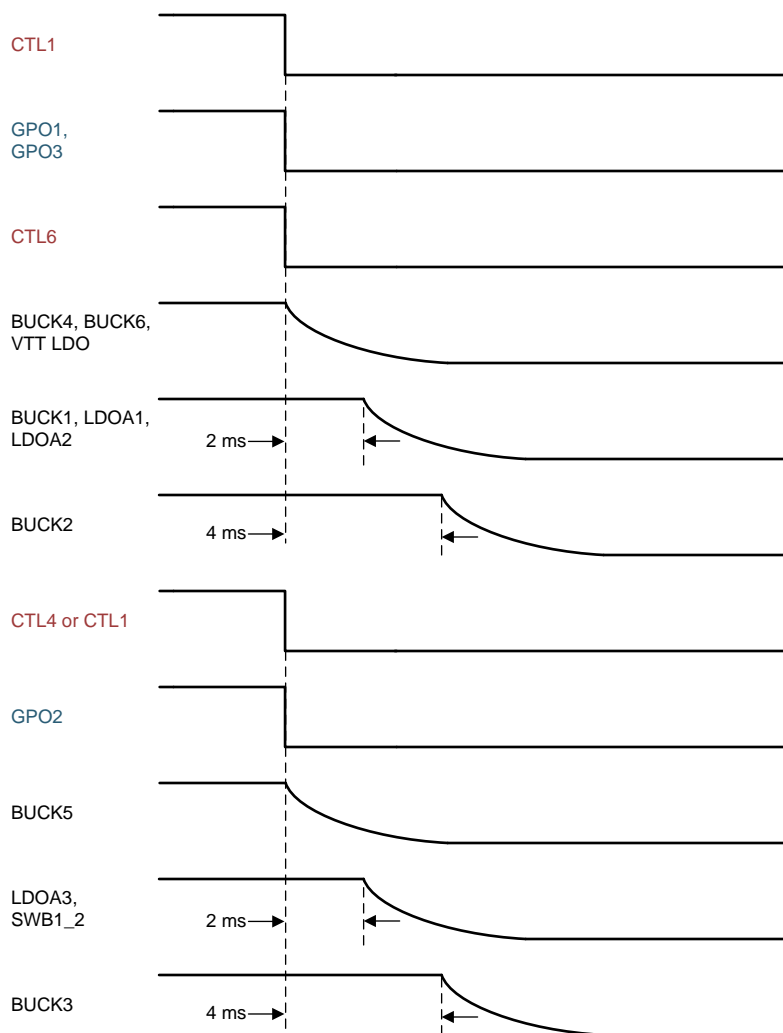 CTL1
GPO1,
GPO3
CTL6
BUCK4, BUCK6,
VTT LDO
BUCK1, LDOA1,
LDOA2
2 ms
BUCK2
4 ms
CTL4 or CTL1
GPO2
BUCK5
LDOA3,
SWB1_2
2 ms
BUCK3
4 ms